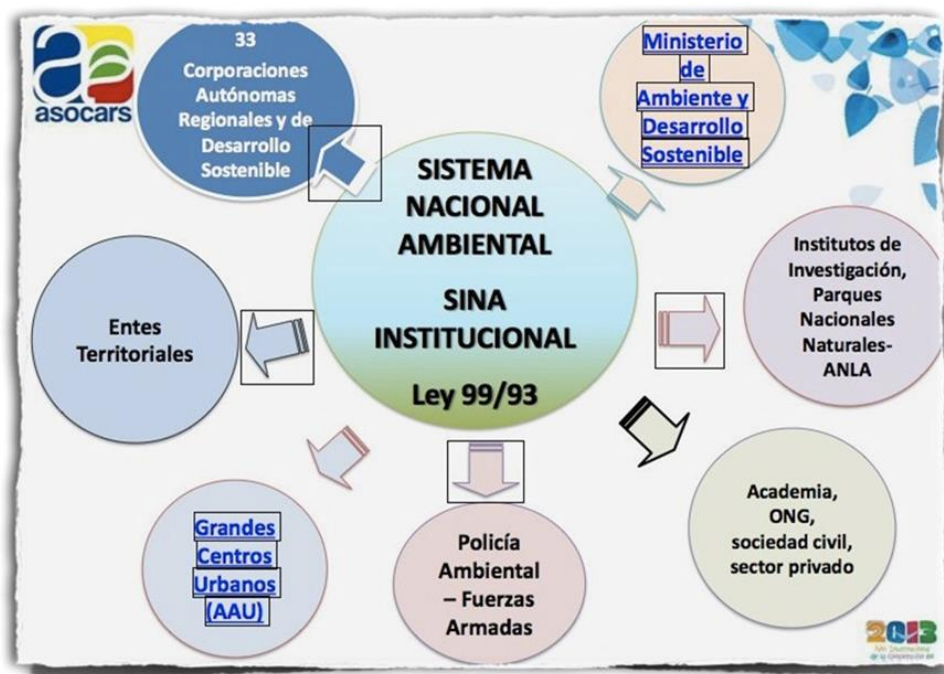 asocars
33
Corporaciones
Autónomas
Regionales y de
Desarrollo
Sostenible
Ministerio
de
Ambiente y
Desarrollo
Sostenible
SISTEMA
NACIONAL
AMBIENTAL
SINA
INSTITUCIONAL
Ley 99/93
Institutos de
Investigación,
Parques
Nacionales
Naturales-
ANLA
Entes
Territoriales
Academia,
ONG,
sociedad civil,
sector privado
Grandes
Centros
Urbanos
(AAU)
Policía
Ambiental
– Fuerzas
Armadas
2013